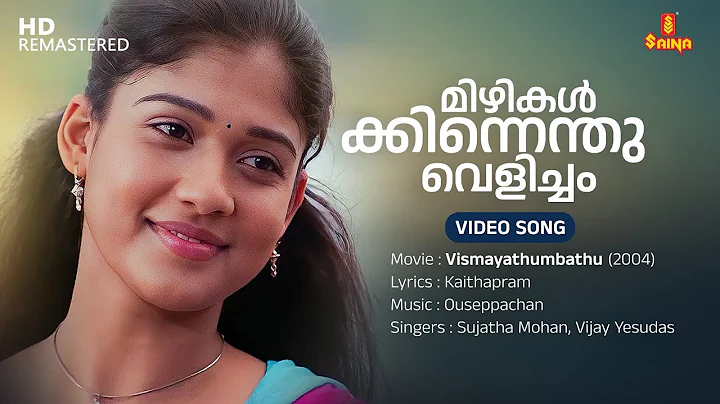 HD
REMASTERED
SAINA
മിഴികൾ
ക്കിന്നെന്തു
വെളിച്ചം
VIDEO SONG
Movie : Vismayathumbathu (2004)
Lyrics : Kaithapram
Music : Ouseppachan
Singers : Sujatha Mohan, Vijay Yesudas